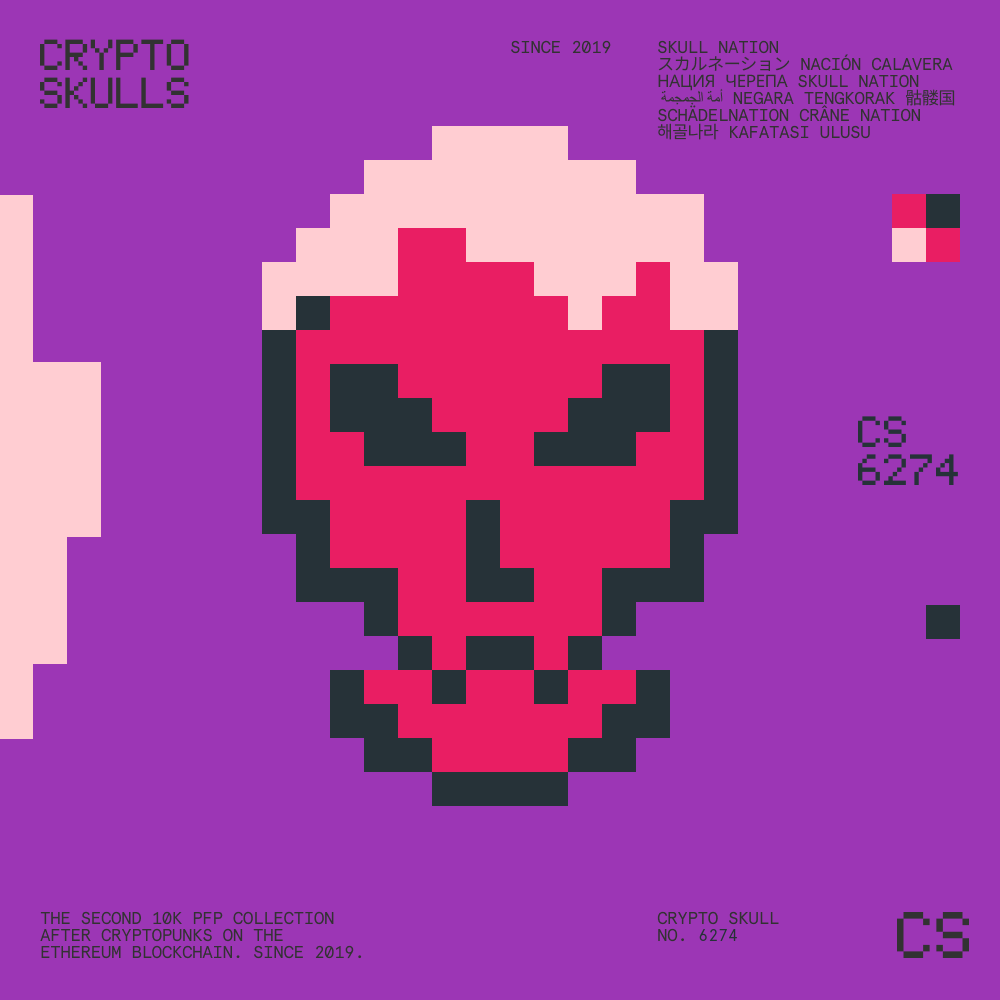 CRYPTO
SKULLS
SINCE 2019
SKULL NATION
スカルネーション NACIÓN CALAVERA
НАЦИЯ ЧЕРЕПА SKULL NATION
أمة الجمجمة NEGARA TENGKORAK 骷髅国
SCHÄDELNATION CRÂNE NATION
해골나라 KAFATASI ULUSU
CS
6274
THE SECOND 10K PFP COLLECTION
AFTER CRYPTOPUNKS ON THE
ETHEREUM BLOCKCHAIN. SINCE 2019.
CRYPTO SKULL
NO. 6274
CS